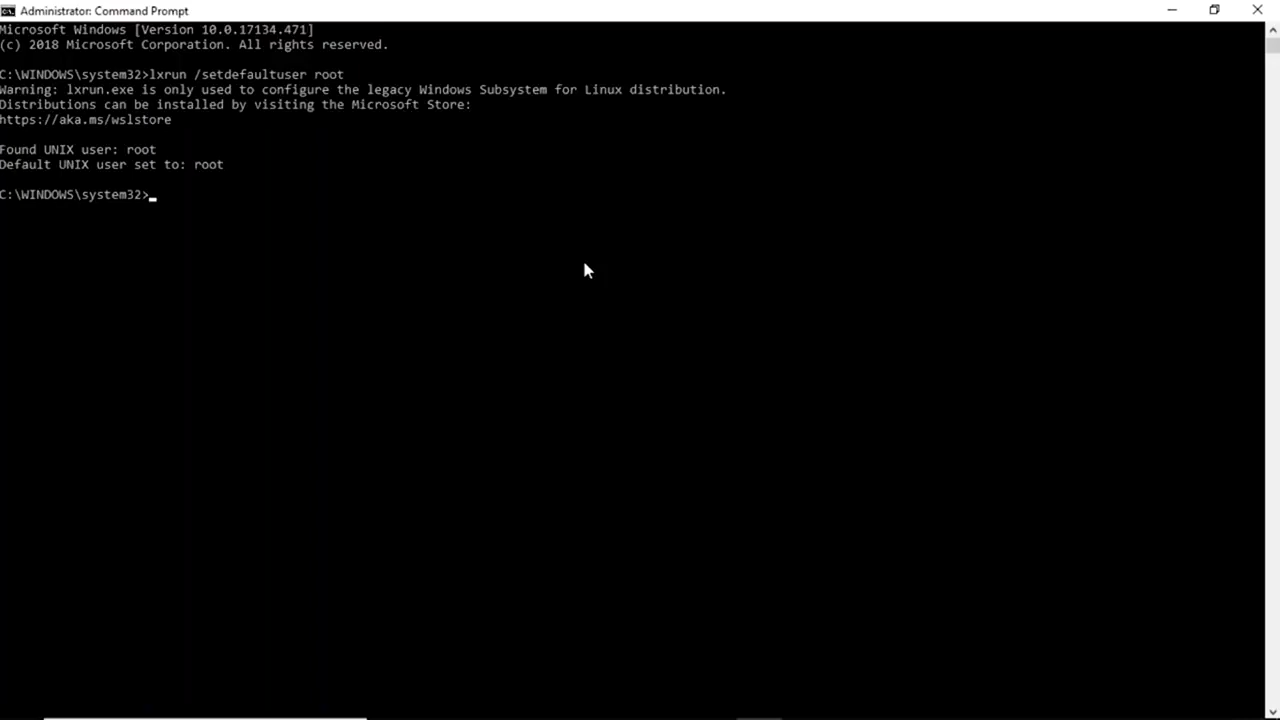 Administrator: Command Prompt
Microsoft Windows [Version 10.0.17134.471]
(c) 2018 Microsoft Corporation. All rights reserved.
C:\WINDOWS\system32>lxrun /setdefaultuser root
Warning: lxrun.exe is only used to configure the legacy Windows Subsystem for Linux distribution.
Distributions can be installed by visiting the Microsoft Store:
https://aka.ms/wslstore
Found UNIX user: root
Default UNIX user set to: root
C:\WINDOWS\system32>